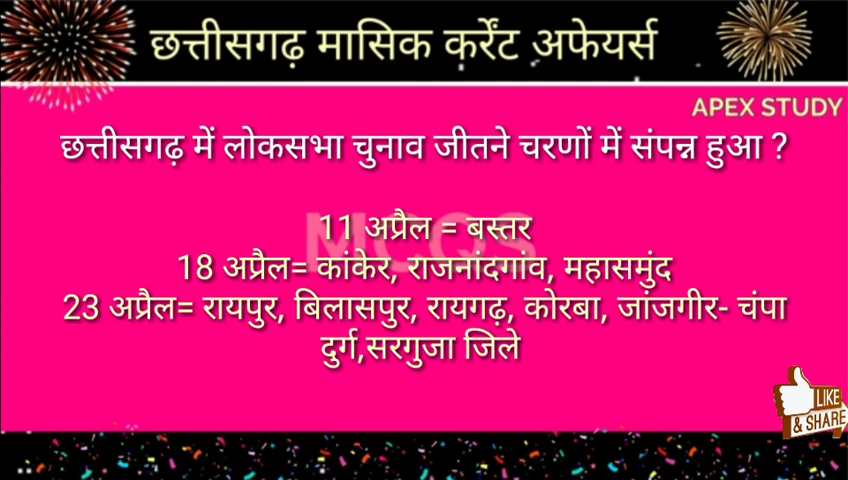 छत्तीसगढ़ मासिक करेंट अफेयर्स
APEX STUDY
छत्तीसगढ़ में लोकसभा चुनाव जीतने चरणों में संपन्न हुआ ?
MCQS
11 अप्रैल = बस्तर
18 अप्रैल= कांकेर, राजनांदगांव, महासमुंद
23 अप्रैल= रायपुर, बिलासपुर, रायगढ़, कोरबा, जांजगीर- चंपा
दुर्ग,सरगुजा जिले
LIKE
& SHARE